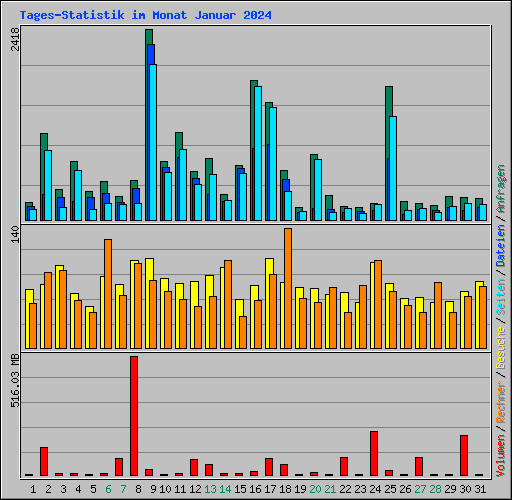 Tages-Statistik im Monat Januar 2024
2418
140
516.03 MB
Volumen / Rechner / Besuche / Seiten / Dateien / Anfragen
1 2 3 4 5 6 7 8 9 10 11 12 13 14 15 16 17 18 19 20 21 22 23 24 25 26 27 28 29 30 31